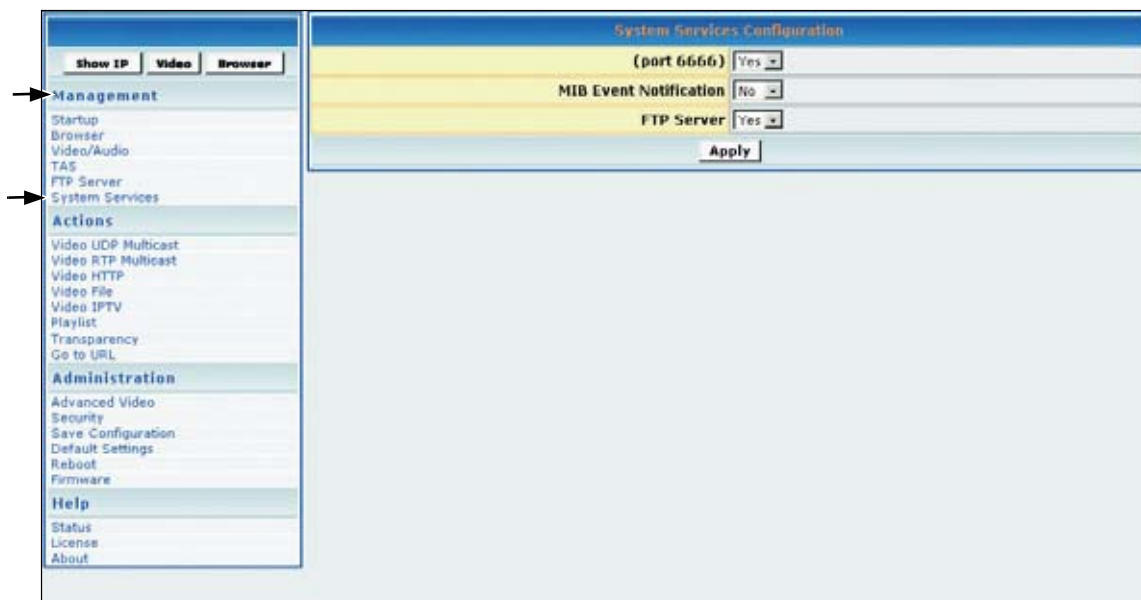 Show IP Video Browser
Management
Startup
Browser
Video/Audio
TAS
FTP Server
System Services
Actions
Video UDP Multicast
Video RTP Multicast
Video HTTP
Video File
Video IPTV
Playlist
Transparency
Go to URL
Administration
Advanced Video
Security
Save Configuration
Default Settings
Reboot
Firmware
Help
Status
License
About
System Services Configuration
(port 6666) Yes
MIB Event Notification No
FTP Server Yes
Apply